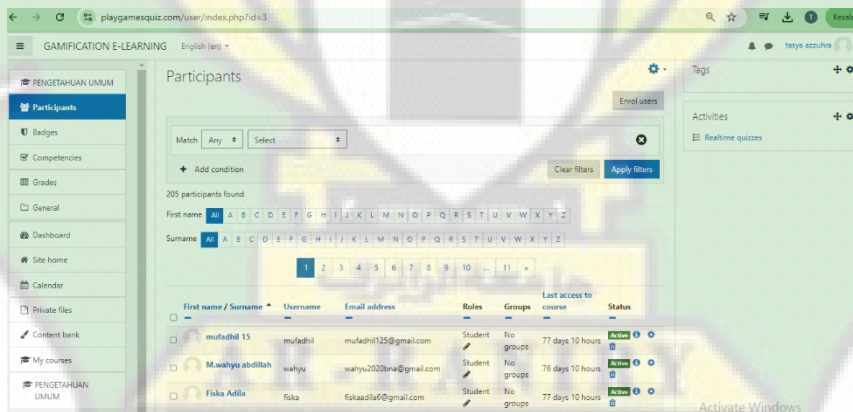 playgamesquiz.com/user/index.php?id=3
GAMIFICATION E-LEARNING English (en)
tasya azzuhra
PENGETAHUAN UMUM
Participants
Badges
Competencies
Grades
General
Dashboard
Site home
Calendar
Private files
Content bank
My courses
PENGETAHUAN
UMUM
Participants
Enrol users
Match Any Select
+ Add condition
Clear filters Apply filters
205 participants found
First name All A B C D E F G H I J K L M N O P Q R S T U V W X Y Z
Surname All A B C D E F G H I J K L M N O P Q R S T U V W X Y Z
1 2 3 4 5 6 7 8 9 10 ... 11 »
First name / Surname Username Email address Roles Groups Last access to course Status
mufadhil 15 mufadhil mufadhil125@gmail.com Student No groups 77 days 10 hours Active
M.wahyu abdillah wahyu wahyu2020bna@gmail.com Student No groups 76 days 10 hours Active
Fiska Adila fiska fiskaadila6@gmail.com Student No groups 77 days 10 hours Active
Tags
Activities
Realtime quizzes
Activate Windows
جامعة الرانري